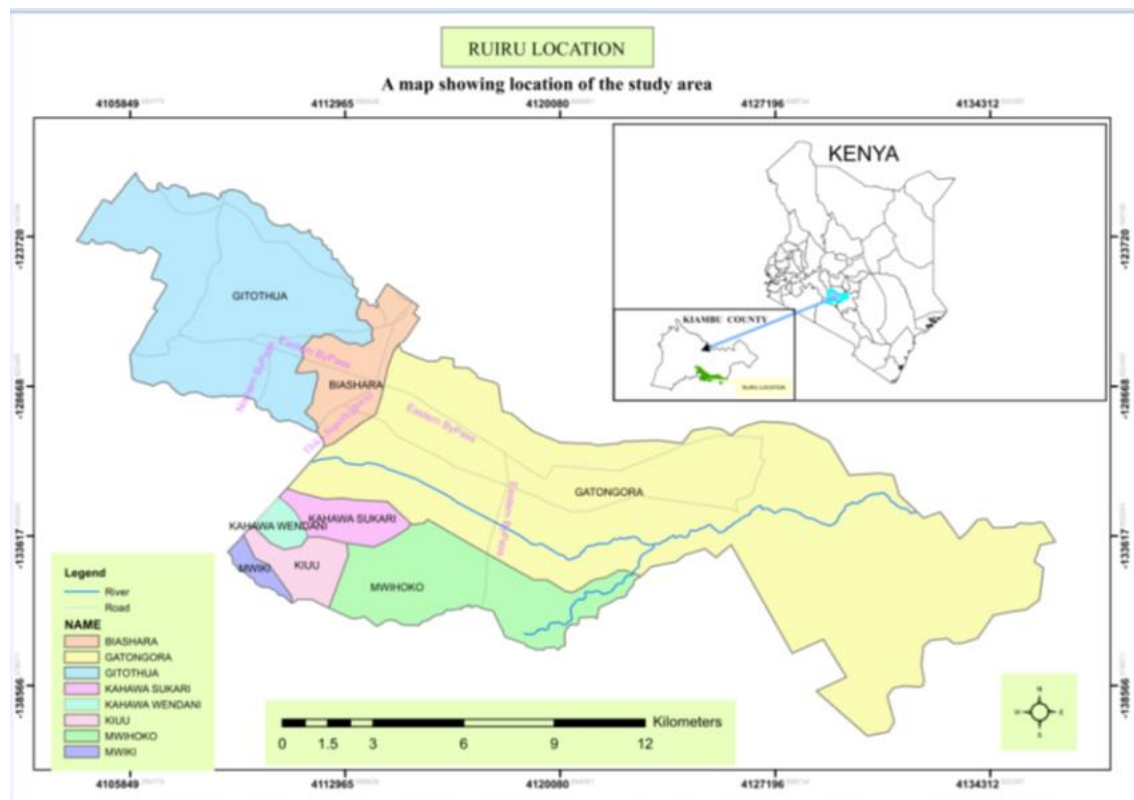 RUIRU LOCATION
A map showing location of the study area
4105849 4112965 4120080 4127196 4134312
KENYA
-123720 -123720
GITOTHUA
KIAMBU COUNTY
Eastern ByPass
BIASHARA
RUIRU LOCATION
-128668 -128668
Eastern ByPass
GATONGORA
Eastern ByPass
KAHAWA SUKARI
KAHAWA WENDANI
-133617 -133617
MWIKI
KIUU
MWIHOKO
Legend
River
Road
NAME
BIASHARA
GATONGORA
GITOTHUA
KAHAWA SUKARI
KAHAWA WENDANI
KIUU
MWIHOKO
MWIKI
-138566 -138566
N
W E
S
Kilometers
0 1.5 3 6 9 12
4105849 4112965 4120080 4127196 4134312